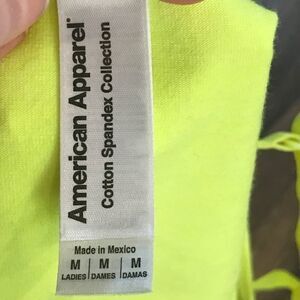 American Apparel®
Cotton Spandex Collection
Made in Mexico
M | M | M
LADIES | DAMES | DAMAS